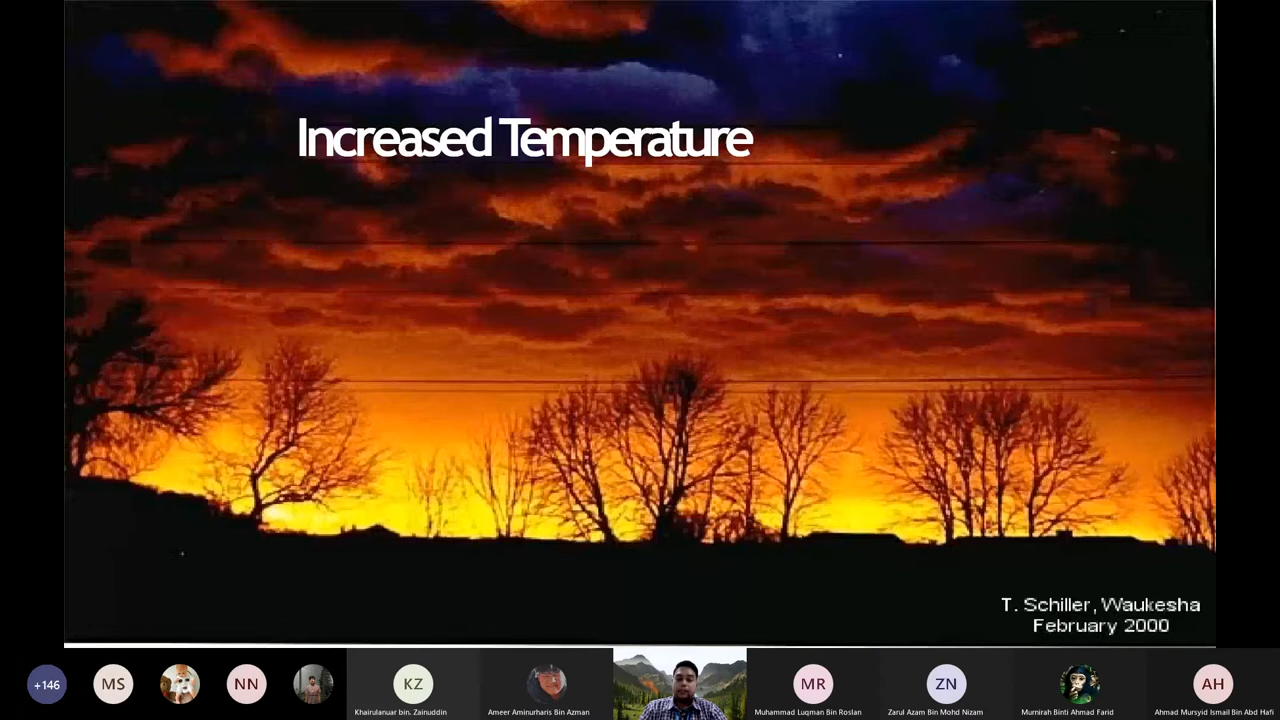 Increased Temperature
T. Schiller, Waukesha
February 2000
+146
MS
NN
KZ
MR
ZN
AH
Khairulanuar bin. Zainuddin
Ameer Aminurharis Bin Azman
Muhammad Luqman Bin Roslan
Zarul Azam Bin Mohd Nizam
Murnirah Binti Ahmad Farid
Ahmad Mursyid Ismail Bin Abd Hafi